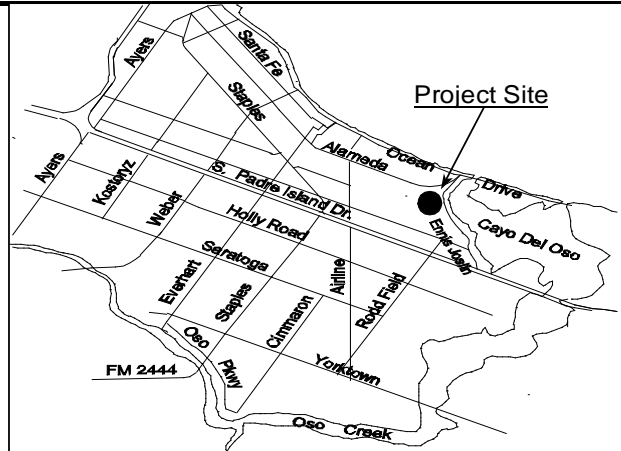 Ayers
Santa Fe
Staples
Project Site
Alameda
Ocean
Drive
Ayers
Kostoryz
Weber
S. Padre Island Dr.
Holly Road
Saratoga
Ennis Joslin
Cayo Del Oso
Everhart
Staples
Cimmaron
Airline
Rodd Field
Oso
Pkwy
Yorktown
FM 2444
Oso Creek